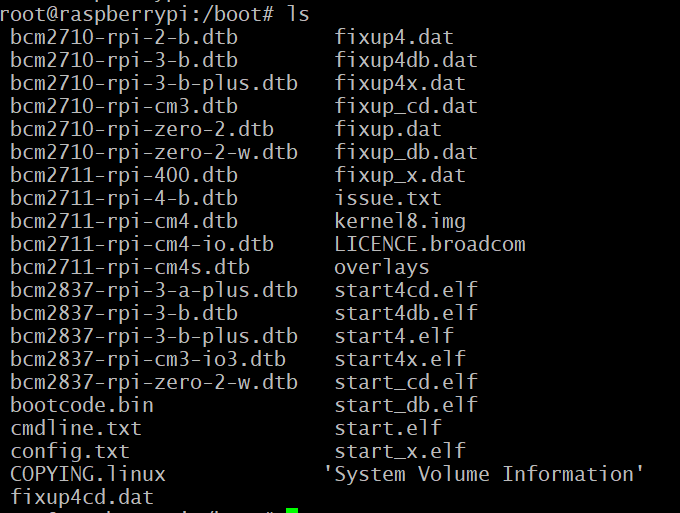 root@raspberrypi:/boot# ls
bcm2710-rpi-2-b.dtb fixup4.dat
bcm2710-rpi-3-b.dtb fixup4db.dat
bcm2710-rpi-3-b-plus.dtb fixup4x.dat
bcm2710-rpi-cm3.dtb fixup_cd.dat
bcm2710-rpi-zero-2.dtb fixup.dat
bcm2710-rpi-zero-2-w.dtb fixup_db.dat
bcm2711-rpi-400.dtb fixup_x.dat
bcm2711-rpi-4-b.dtb issue.txt
bcm2711-rpi-cm4.dtb kernel8.img
bcm2711-rpi-cm4-io.dtb LICENCE.broadcom
bcm2711-rpi-cm4s.dtb overlays
bcm2837-rpi-3-a-plus.dtb start4cd.elf
bcm2837-rpi-3-b.dtb start4db.elf
bcm2837-rpi-3-b-plus.dtb start4.elf
bcm2837-rpi-cm3-io3.dtb start4x.elf
bcm2837-rpi-zero-2-w.dtb start_cd.elf
bootcode.bin start_db.elf
cmdline.txt start.elf
config.txt start_x.elf
COPYING.linux 'System Volume Information'
fixup4cd.dat